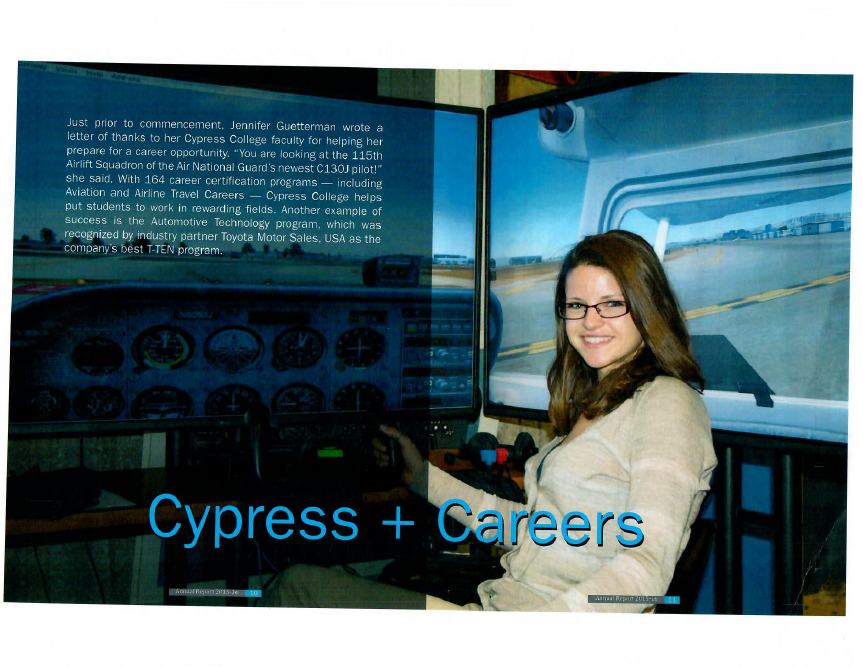 Just prior to commencement, Jennifer Guetterman wrote a
letter of thanks to her Cypress College faculty for helping her
prepare for a career opportunity. "You are looking at the 115th
Airlift Squadron of the Air National Guard's newest C130J pilot!"
she said. With 164 career certification programs — including
Aviation and Airline Travel Careers — Cypress College helps
put students to work in rewarding fields. Another example of
success is the Automotive Technology program, which was
recognized by industry partner Toyota Motor Sales, USA as the
company's best T-TEN program.
Cypress + Careers
Annual Report 2015-16 10
Annual Report 2015-16 11